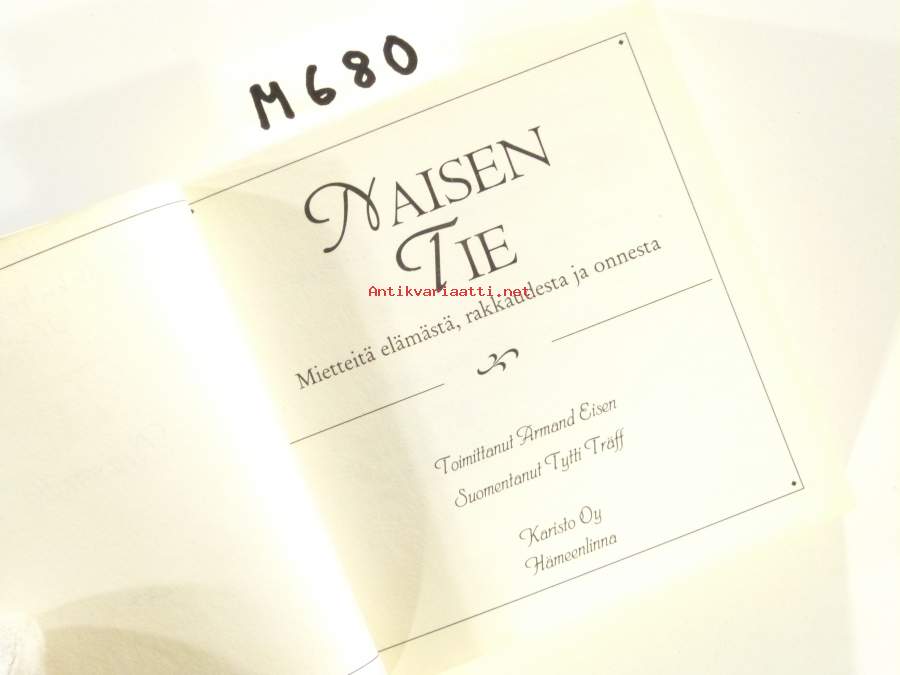 M680
NAISEN
TIE
Antikvariaatti.net
Mietteitä elämästä, rakkaudesta ja onnesta
Toimittanut Armand Eisen
Suomentanut Tytti Träff
Karisto Oy
Hämeenlinna